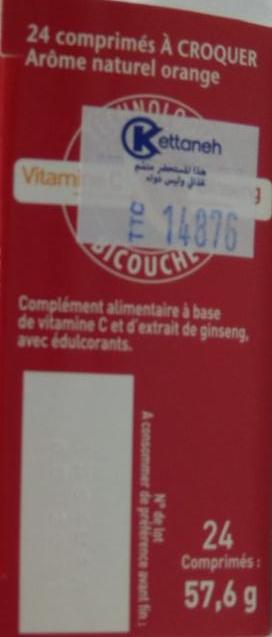 24 comprimés À CROQUER
Arôme naturel orange
Kettaneh
هذا المستحضر متمم
غذائي وليس دواء
Vitam
g
TTC
DLL
14876
BICOUCHE
Complément alimentaire à base
de vitamine C et d'extrait de ginseng,
avec édulcorants.
N° de lot
A consommer de préférence avant fin :
24
Comprimés :
57,6 g